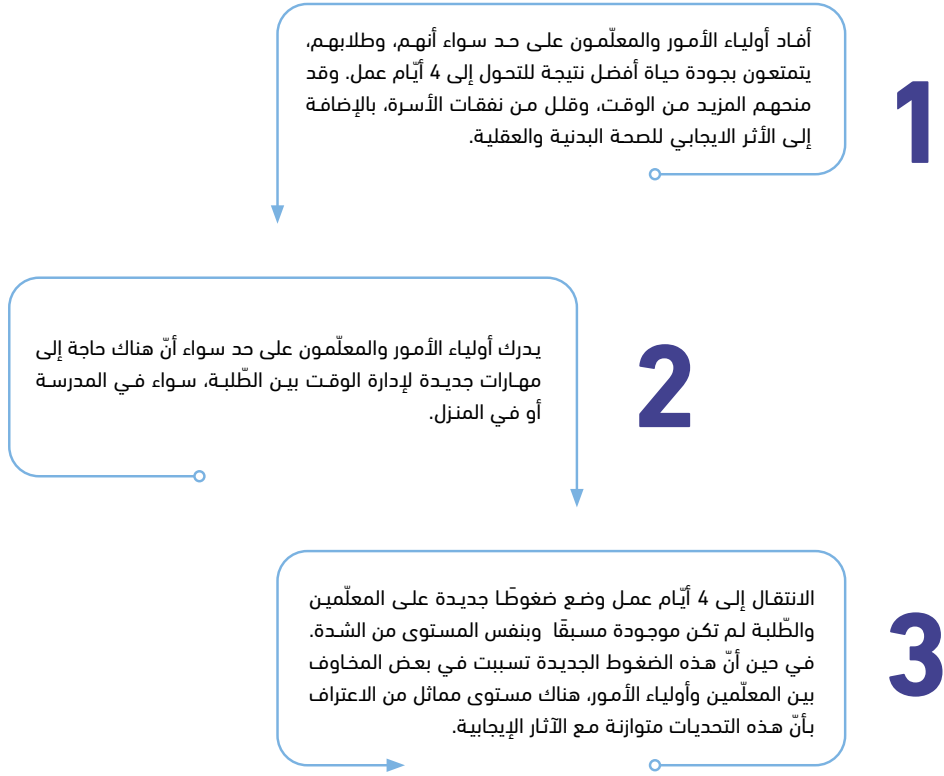 1
أفاد أولياء الأمور والمعلّمون على حد سواء أنهم، وطلابهم،
يتمتعون بجودة حياة أفضل نتيجة للتحول إلى 4 أيّام عمل. وقد
منحهم المزيد من الوقت، وقلل من نفقات الأسرة، بالإضافة
إلى الأثر الايجابي للصحة البدنية والعقلية.
2
يدرك أولياء الأمور والمعلّمون على حد سواء أنّ هناك حاجة إلى
مهارات جديدة لإدارة الوقت بين الطّلبة، سواء في المدرسة
أو في المنزل.
3
الانتقال إلى 4 أيّام عمل وضع ضغوطًا جديدة على المعلّمين
والطّلبة لم تكن موجودة مسبقًا وبنفس المستوى من الشدة.
في حين أنّ هذه الضغوط الجديدة تسببت في بعض المخاوف
بين المعلّمين وأولياء الأمور، هناك مستوى مماثل من الاعتراف
بأنّ هذه التحديات متوازنة مع الآثار الإيجابية.